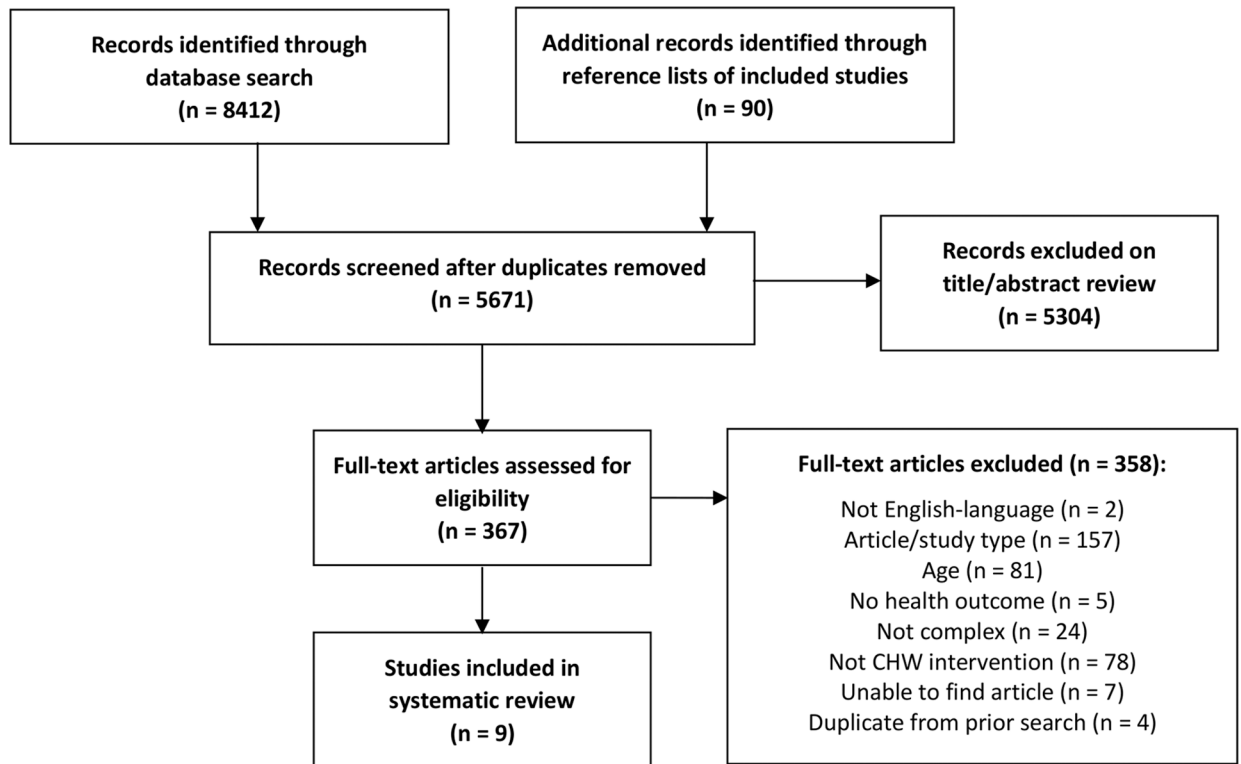 Records identified through
database search
(n = 8412)
Additional records identified through
reference lists of included studies
(n = 90)
Records screened after duplicates removed
(n = 5671)
Records excluded on
title/abstract review
(n = 5304)
Full-text articles assessed for
eligibility
(n = 367)
Full-text articles excluded (n = 358):
Not English-language (n = 2)
Article/study type (n = 157)
Age (n = 81)
No health outcome (n = 5)
Not complex (n = 24)
Not CHW intervention (n = 78)
Unable to find article (n = 7)
Duplicate from prior search (n = 4)
Studies included in
systematic review
(n = 9)